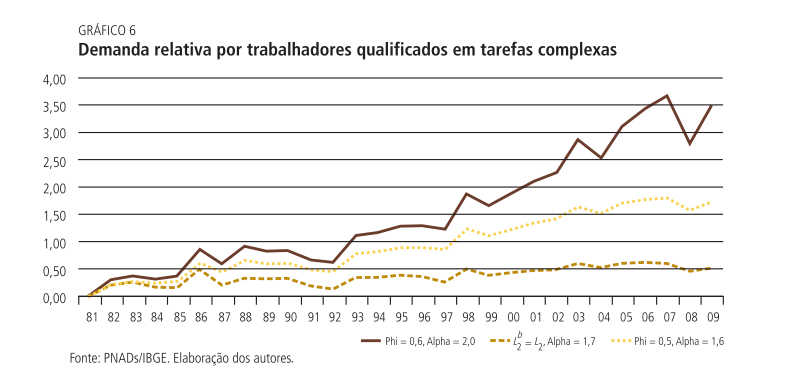 GRÁFICO 6
Demanda relativa por trabalhadores qualificados em tarefas complexas
4,00
3,50
3,00
2,50
2,00
1,50
1,00
0,50
0,00
81 82 83 84 85 86 87 88 89 90 91 92 93 94 95 96 97 98 99 00 01 02 03 04 05 06 07 08 09
Phi = 0,6, Alpha = 2,0 L₂ᵇ = L₂, Alpha = 1,7 Phi = 0,5, Alpha = 1,6
Fonte: PNADs/IBGE. Elaboração dos autores.